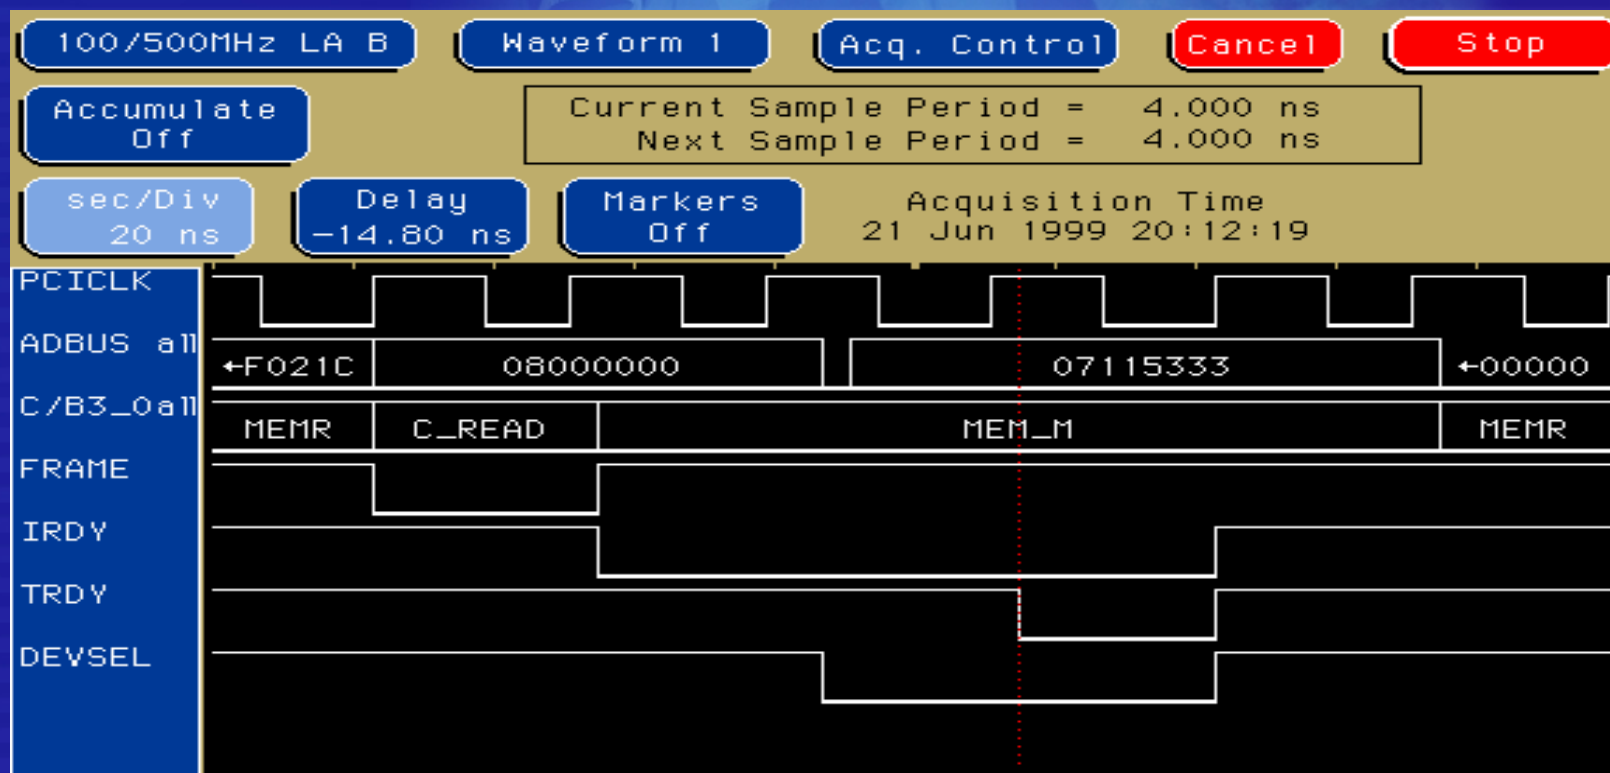 100/500MHz LA B Waveform 1 Acq. Control Cancel Stop
Accumulate
Off
Current Sample Period = 4.000 ns
Next Sample Period = 4.000 ns
sec/Div
20 ns
Delay
-14.80 ns
Markers
Off
Acquisition Time
21 Jun 1999 20:12:19
PCICLK
ADBUS all ←F021C 08000000 07115333 ←00000
C/B3_0all MEMR C_READ MEM_M MEMR
FRAME
IRDY
TRDY
DEVSEL